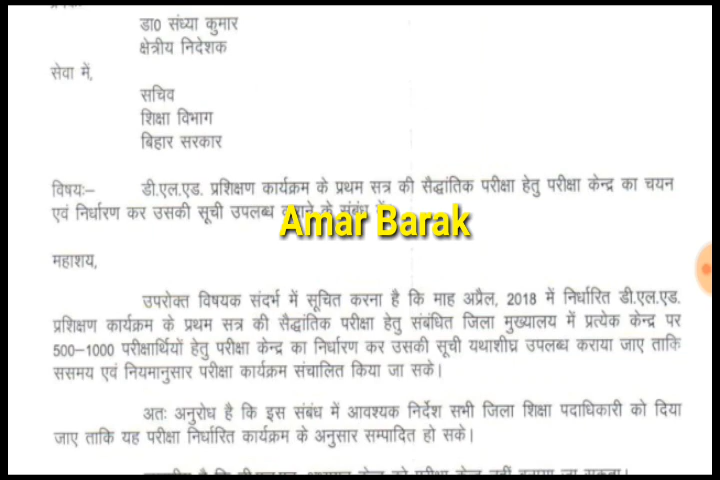 डा0 संध्या कुमार
क्षेत्रीय निदेशक
सेवा में,
सचिव
शिक्षा विभाग
बिहार सरकार
विषयः– डी.एल.एड. प्रशिक्षण कार्यक्रम के प्रथम सत्र की सैद्धांतिक परीक्षा हेतु परीक्षा केन्द्र का चयन
एवं निर्धारण कर उसकी सूची उपलब्ध के संबंध में
Amar Barak
महाशय,
उपरोक्त विषयक संदर्भ में सूचित करना है कि माह अप्रैल, 2018 में निर्धारित डी.एल.एड.
प्रशिक्षण कार्यक्रम के प्रथम सत्र की सैद्धांतिक परीक्षा हेतु संबंधित जिला मुख्यालय में प्रत्येक केन्द्र पर
500–1000 परीक्षार्थियों हेतु परीक्षा केन्द्र का निर्धारण कर उसकी सूची यथाशीघ्र उपलब्ध कराया जाए ताकि
ससमय एवं नियमानुसार परीक्षा कार्यक्रम संचालित किया जा सके।
अतः अनुरोध है कि इस संबंध में आवश्यक निर्देश सभी जिला शिक्षा पदाधिकारी को दिया
जाए ताकि यह परीक्षा निर्धारित कार्यक्रम के अनुसार सम्पादित हो सके।